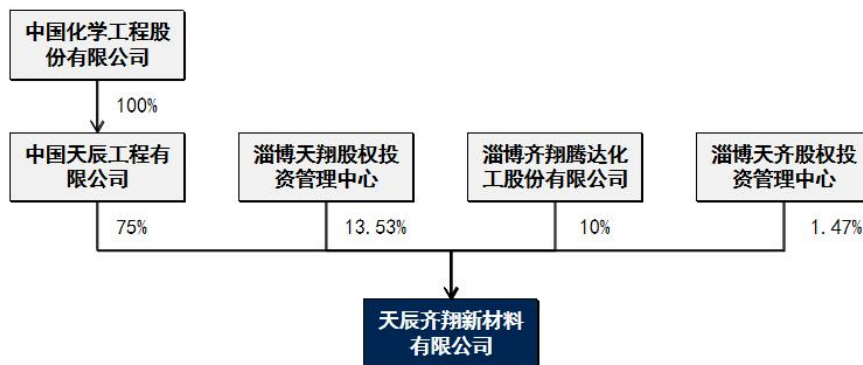 中国化学工程股
份有限公司
100%
中国天辰工程有
限公司
淄博天翔股权投
资管理中心
淄博齐翔腾达化
工股份有限公司
淄博天齐股权投
资管理中心
75%
13.53%
10%
1.47%
天辰齐翔新材料
有限公司